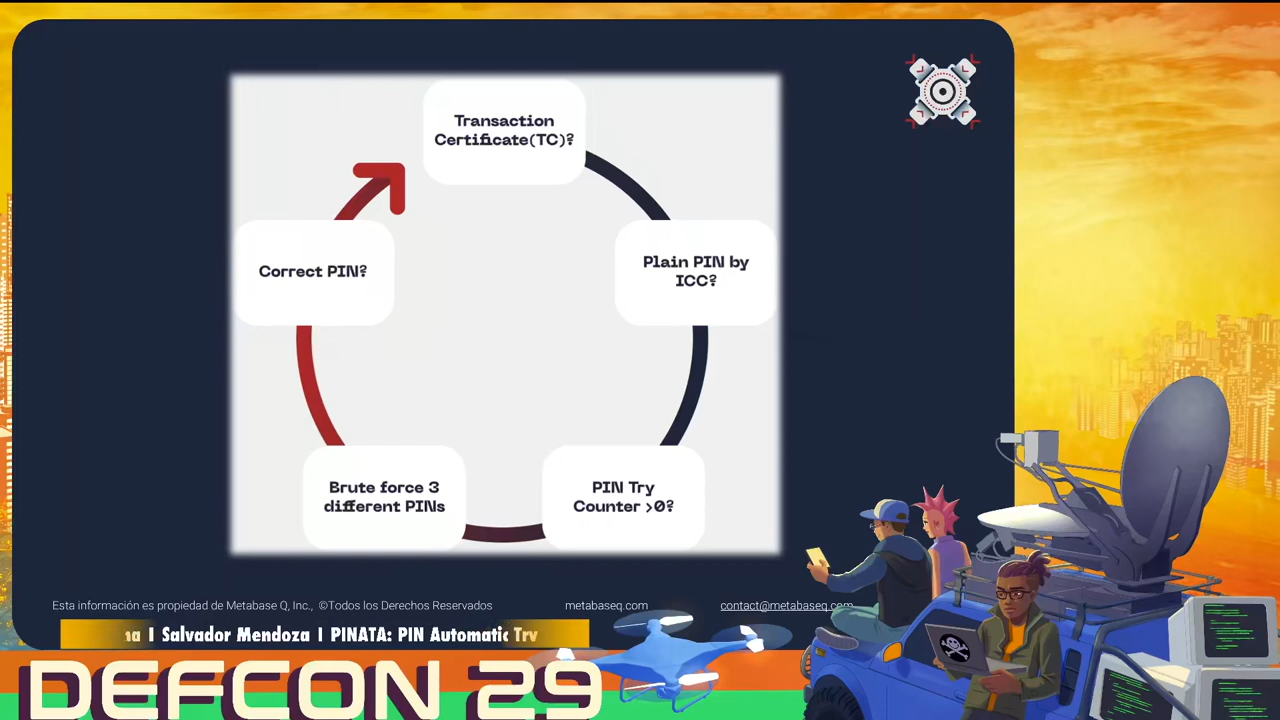 Transaction
Certificate(TC)?
Correct PIN?
Plain PIN by
ICC?
Brute force 3
different PINs
PIN Try
Counter >0?
Esta información es propiedad de Metabase Q, Inc., ©Todos los Derechos Reservados
metabaseq.com
contact@metabaseq.com
na | Salvador Mendoza | PINATA: PIN Automatic Try
DEFCON 29